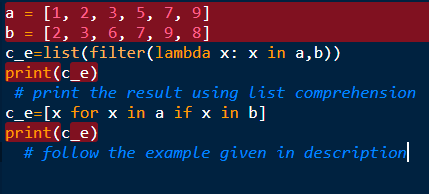 a = [1, 2, 3, 5, 7, 9]
b = [2, 3, 6, 7, 9, 8]
c_e=list(filter(lambda x: x in a,b))
print(c_e)
# print the result using list comprehension
c_e=[x for x in a if x in b]
print(c_e)
# follow the example given in description